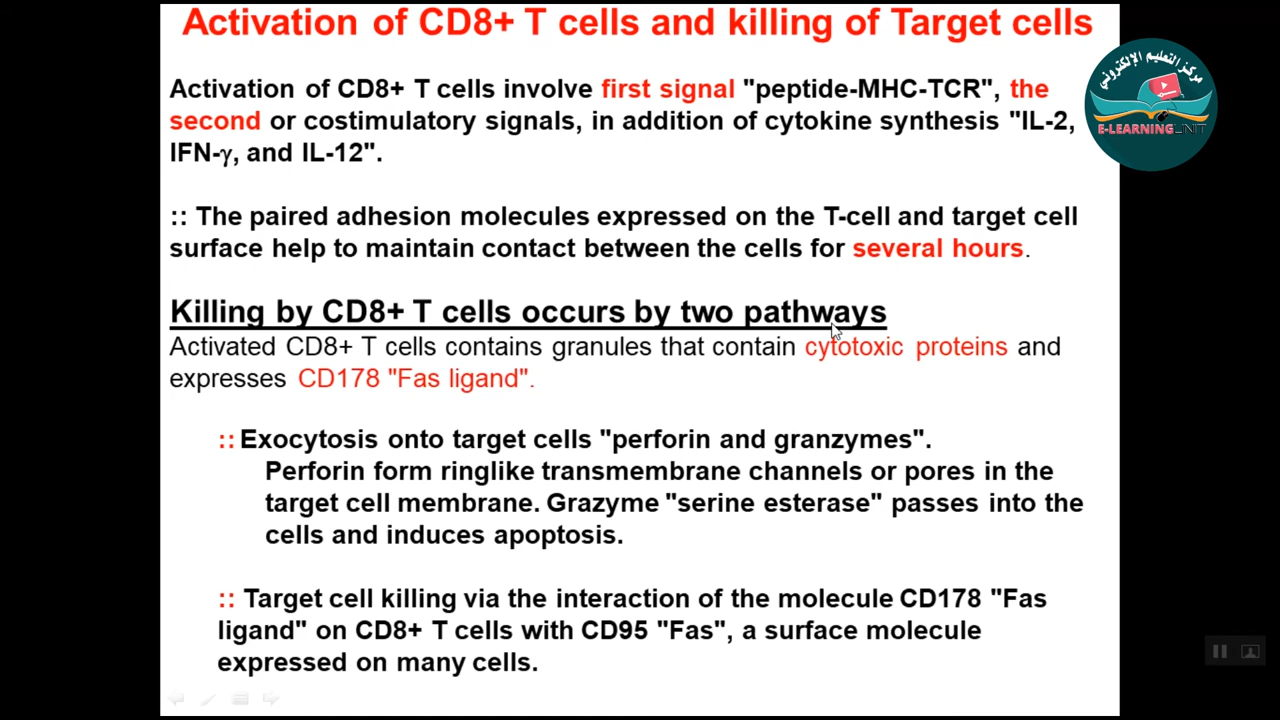 Activation of CD8+ T cells and killing of Target cells
مركز التعليم الإلكتروني
E-LEARNING UNIT
Activation of CD8+ T cells involve first signal "peptide-MHC-TCR", the
second or costimulatory signals, in addition of cytokine synthesis "IL-2,
IFN-γ, and IL-12".
:: The paired adhesion molecules expressed on the T-cell and target cell
surface help to maintain contact between the cells for several hours.
Killing by CD8+ T cells occurs by two pathways
Activated CD8+ T cells contains granules that contain cytotoxic proteins and
expresses CD178 "Fas ligand".
:: Exocytosis onto target cells "perforin and granzymes".
Perforin form ringlike transmembrane channels or pores in the
target cell membrane. Grazyme "serine esterase" passes into the
cells and induces apoptosis.
:: Target cell killing via the interaction of the molecule CD178 "Fas
ligand" on CD8+ T cells with CD95 "Fas", a surface molecule
expressed on many cells.